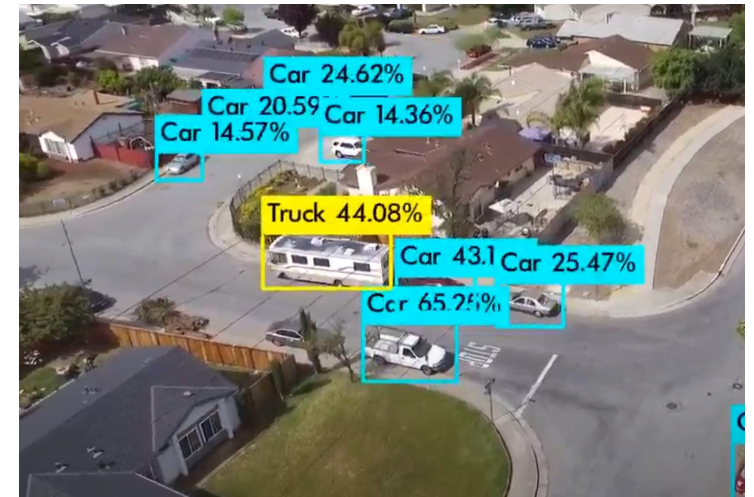 Car 24.62%
Car 20.59
Car 14.36%
Car 14.57%
Truck 44.08%
Car 43.1
Car 25.47%
Car 65.25%
STOP